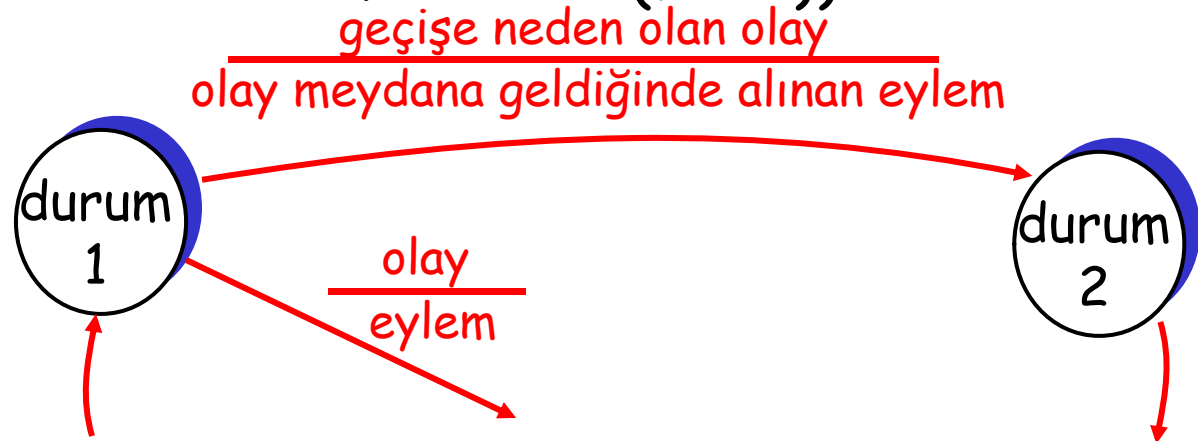 geçişe neden olan olay
olay meydana geldiğinde alınan eylem
durum
1
durum
2
olay
eylem